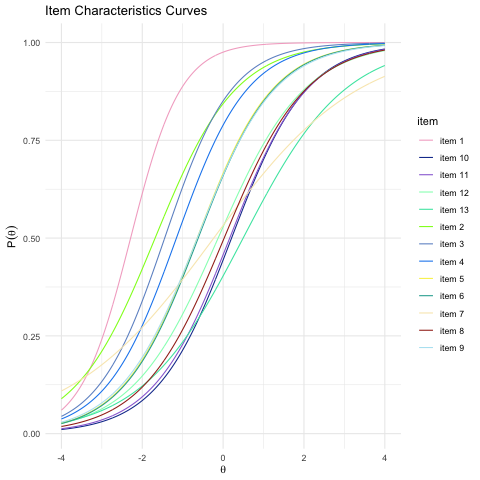 Item Characteristics Curves
P(θ)
1.00
0.75
0.50
0.25
0.00
-4
-2
0
2
4
θ
item
item 1
item 10
item 11
item 12
item 13
item 2
item 3
item 4
item 5
item 6
item 7
item 8
item 9